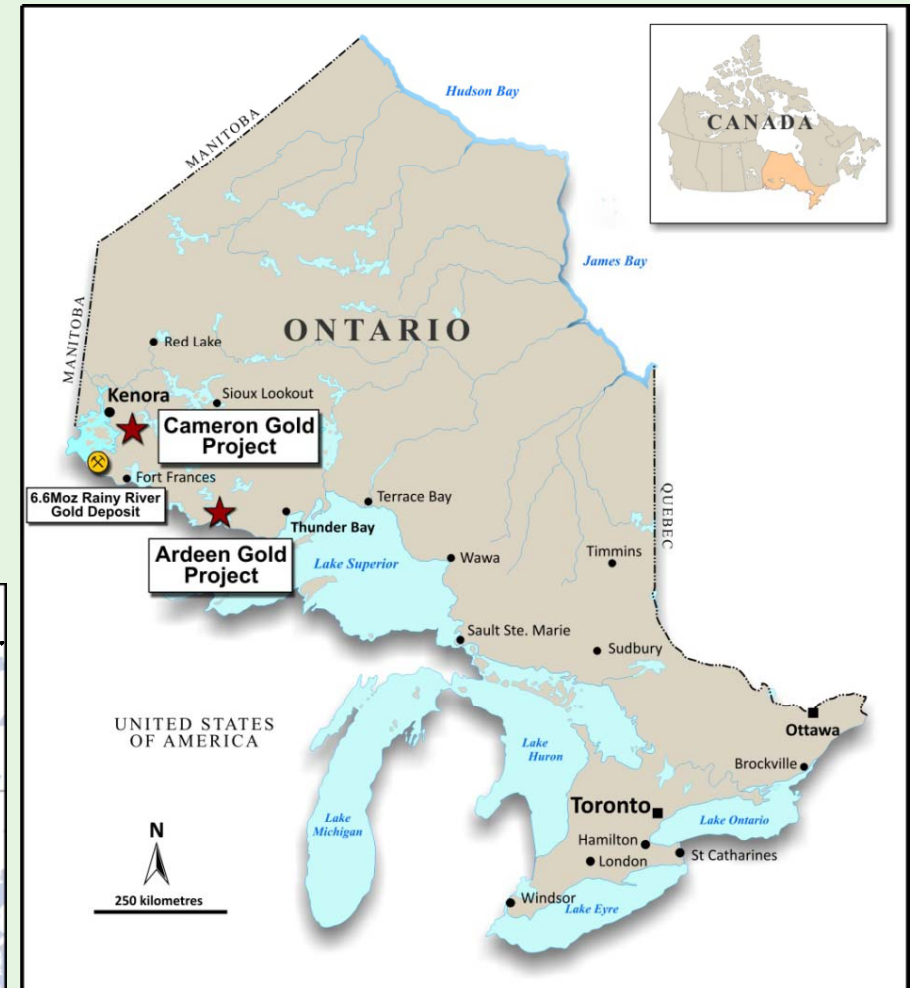 Hudson Bay
CANADA
MANITOBA
James Bay
ONTARIO
MANITOBA
Red Lake
Kenora
Sioux Lookout
Cameron Gold
Project
Fort Frances
6.6Moz Rainy River
Gold Deposit
Terrace Bay
Thunder Bay
QUEBEC
Ardeen Gold
Project
Lake Superior
Wawa
Timmins
Sault Ste. Marie
Sudbury
UNITED STATES
OF AMERICA
Ottawa
Lake
Huron
Brockville
Lake
Michigan
Toronto
Lake Ontario
Hamilton
St Catharines
London
N
250 kilometres
Windsor
Lake Eyre